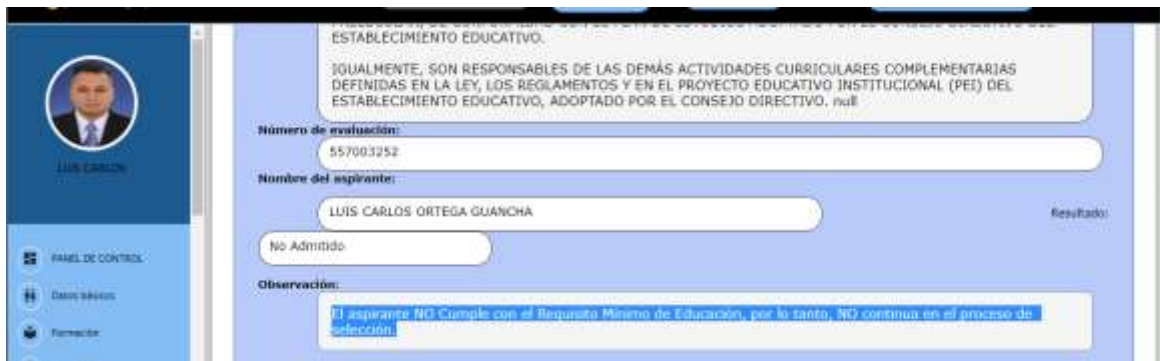 ESTABLECIMIENTO EDUCATIVO.
IGUALMENTE, SON RESPONSABLES DE LAS DEMÁS ACTIVIDADES CURRICULARES COMPLEMENTARIAS
DEFINIDAS EN LA LEY, LOS REGLAMENTOS Y EN EL PROYECTO EDUCATIVO INSTITUCIONAL (PEI) DEL
ESTABLECIMIENTO EDUCATIVO, ADOPTADO POR EL CONSEJO DIRECTIVO. null
Número de evaluación:
557003252
LUIS CARLOS
Nombre del aspirante:
LUIS CARLOS ORTEGA GUANCHA
Resultado:
No Admitido
PANEL DE CONTROL
Observación:
Datos básicos
El aspirante NO Cumple con el Requisito Mínimo de Educación, por lo tanto, NO continua en el proceso de
selección.
Formación